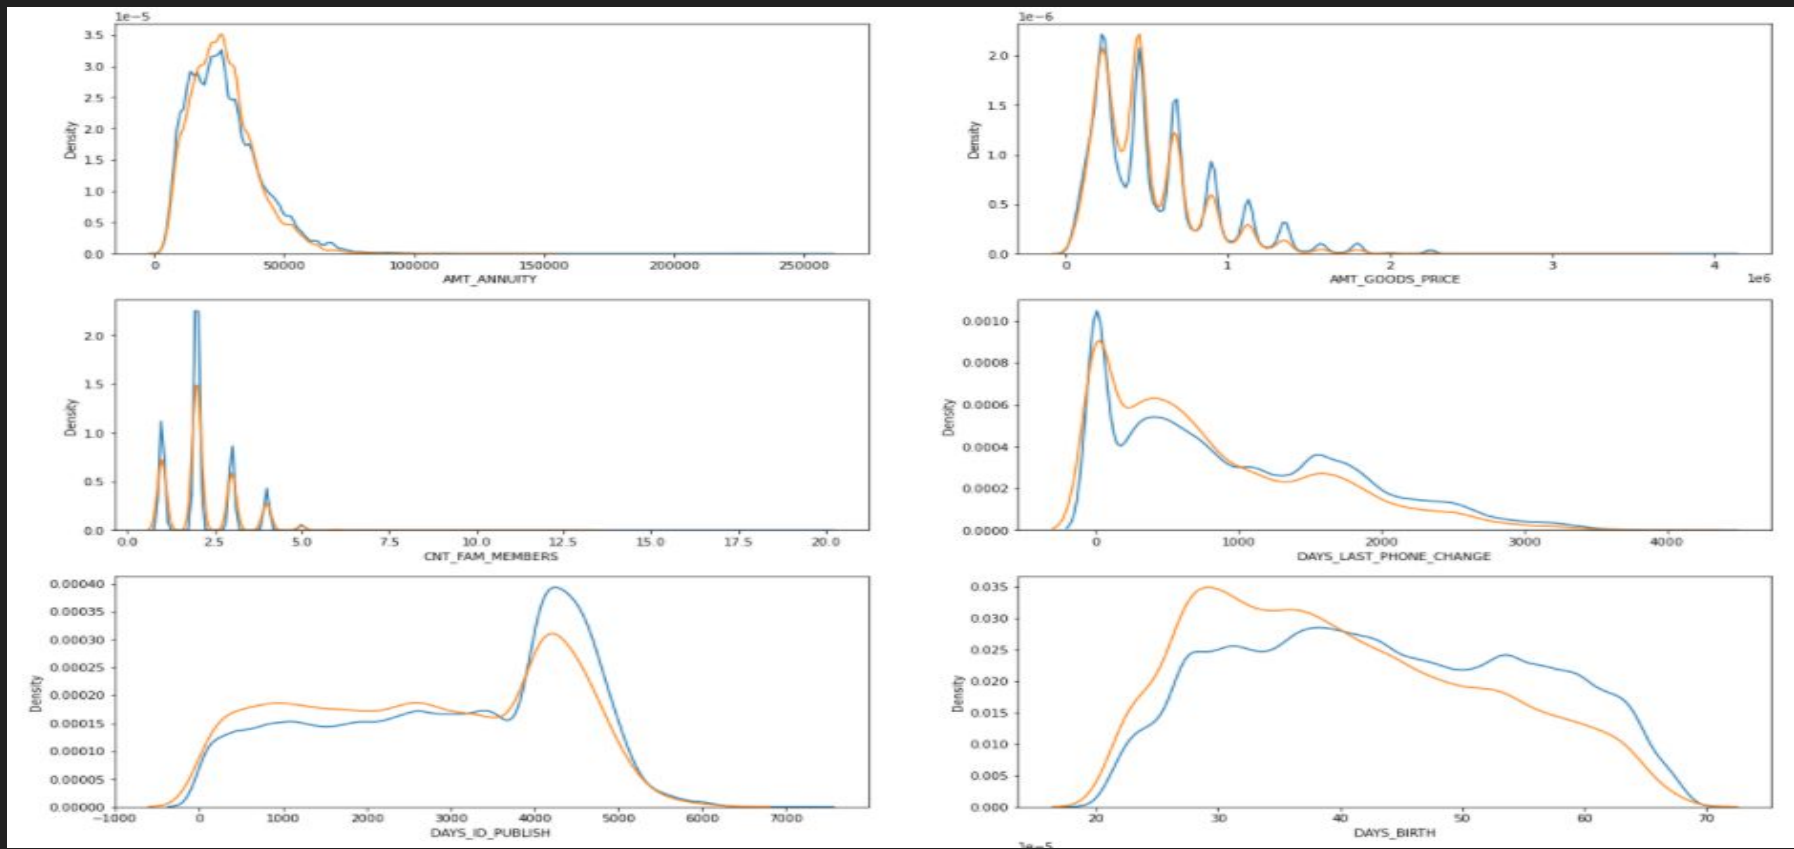 1e−5
3.5
3.0
2.5
2.0
1.5
1.0
0.5
0.0
Density
0 50000 100000 150000 200000 250000
AMT_ANNUITY
1e−6
2.0
1.5
1.0
0.5
0.0
Density
0 1 2 3 4
1e6
AMT_GOODS_PRICE
2.0
1.5
1.0
0.5
0.0
Density
0.0 2.5 5.0 7.5 10.0 12.5 15.0 17.5 20.0
CNT_FAM_MEMBERS
0.0010
0.0008
0.0006
0.0004
0.0002
0.0000
Density
0 1000 2000 3000 4000
DAYS_LAST_PHONE_CHANGE
0.00040
0.00035
0.00030
0.00025
0.00020
0.00015
0.00010
0.00005
0.00000
Density
−1000 0 1000 2000 3000 4000 5000 6000 7000
DAYS_ID_PUBLISH
0.035
0.030
0.025
0.020
0.015
0.010
0.005
0.000
Density
20 30 40 50 60 70
DAYS_BIRTH
1e−5